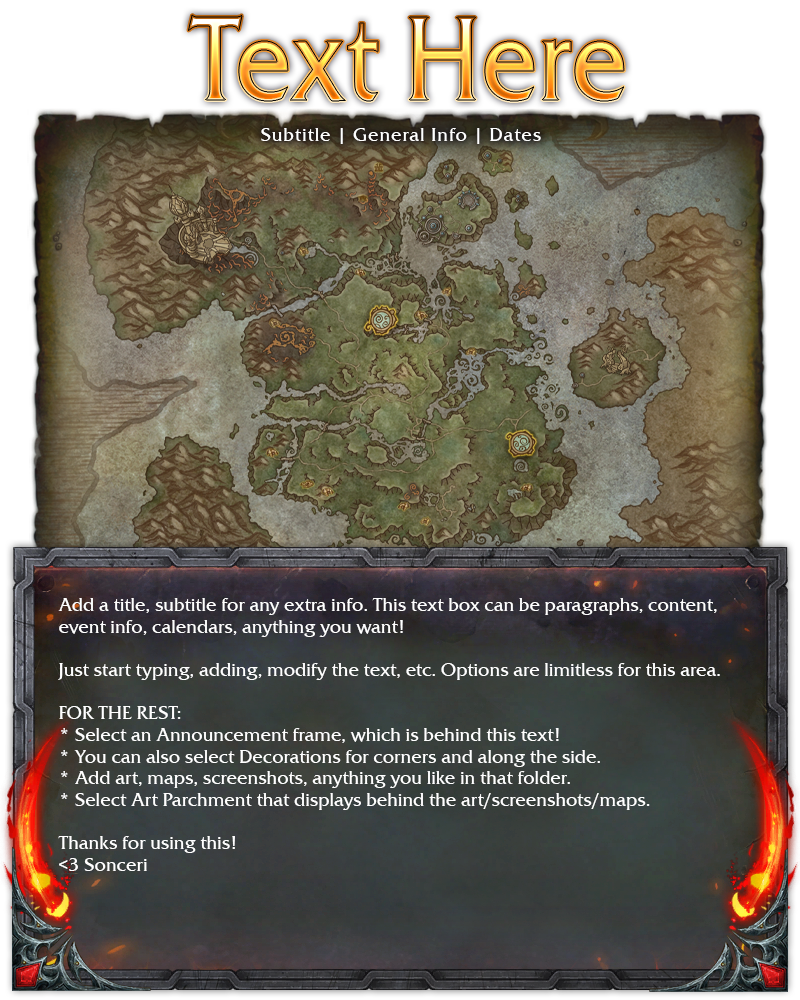 Text Here
Subtitle | General Info | Dates
Add a title, subtitle for any extra info. This text box can be paragraphs, content,
event info, calendars, anything you want!
Just start typing, adding, modify the text, etc. Options are limitless for this area.
FOR THE REST:
* Select an Announcement frame, which is behind this text!
* You can also select Decorations for corners and along the side.
* Add art, maps, screenshots, anything you like in that folder.
* Select Art Parchment that displays behind the art/screenshots/maps.
Thanks for using this!
<3 Sonceri